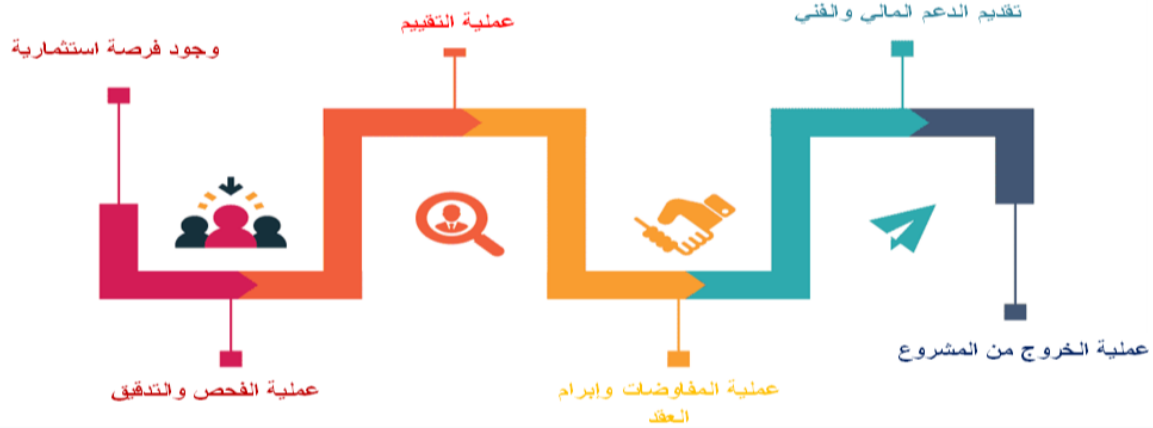 وجود فرصة استثمارية
عملية الفحص والتدقيق
عملية التقييم
عملية المفاوضات وإبرام
العقد
تقديم الدعم المالي والفني
عملية الخروج من المشروع